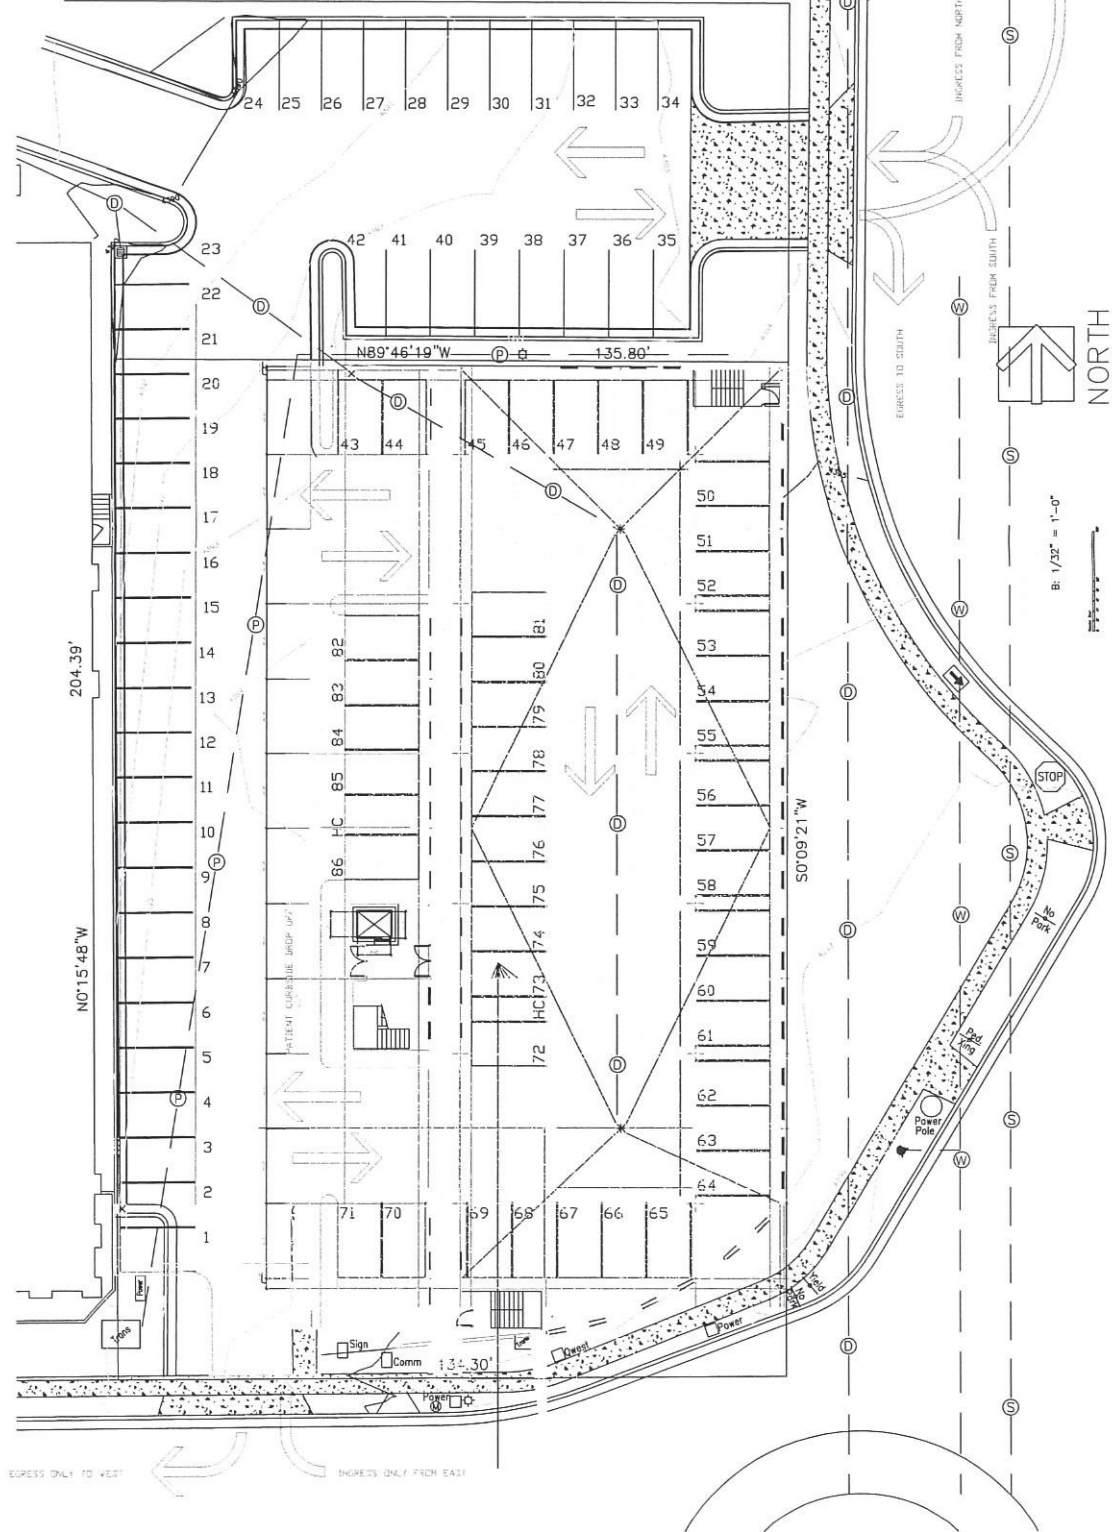 24 25 26 27 28 29 30 31 32 33 34
INGRESS FROM NORTH
INGRESS FROM SOUTH
EGRESS TO SOUTH
NORTH
B: 1/32" = 1'-0"
42 41 40 39 38 37 36 35
N89°46'19"W
P
135.80'
23
22
21
20
19
18
17
16
15
14
13
12
11
10
9
8
7
6
5
4
3
2
1
204.39'
N0°15'48"W
43 44 45 46 47 48 49
50
51
52
53
54
55
56
57
58
59
60
61
62
63
64
81
80
79
78
77
76
75
74
73
HC
72
82
83
84
85
HC
86
PATIENT CURBSIDE DROP OFF
S0°09'21"W
71 70 69 68 67 66 65
D
D
D
D
D
D
D
D
D
D
D
D
D
P
P
P
W
W
W
W
S
S
S
S
S
STOP
No Park
Ped. Xing
Power Pole
No Park
Yield
Power
Qwest
Sign
Comm
134.30'
Power
M
Power
Trans
EGRESS ONLY TO WEST
INGRESS ONLY FROM EAST